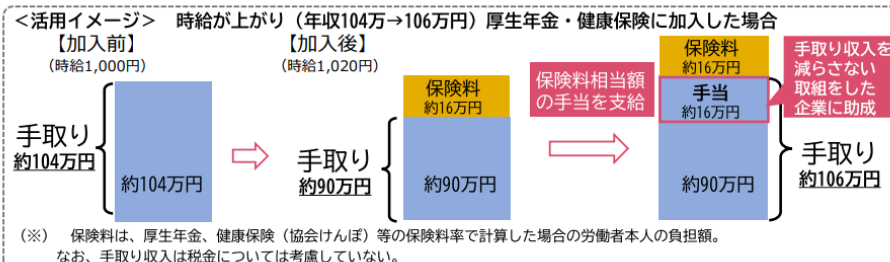 <活用イメージ> 時給が上がり（年収104万→106万円）厚生年金・健康保険に加入した場合
【加入前】
（時給1,000円）
手取り
約104万円
約104万円
【加入後】
（時給1,020円）
保険料
約16万円
手取り
約90万円
約90万円
保険料相当額
の手当を支給
保険料
約16万円
手当
約16万円
約90万円
手取り収入を
減らさない
取組をした
企業に助成
手取り
約106万円
（※） 保険料は、厚生年金、健康保険（協会けんぽ）等の保険料率で計算した場合の労働者本人の負担額。
なお、手取り収入は税金については考慮していない。